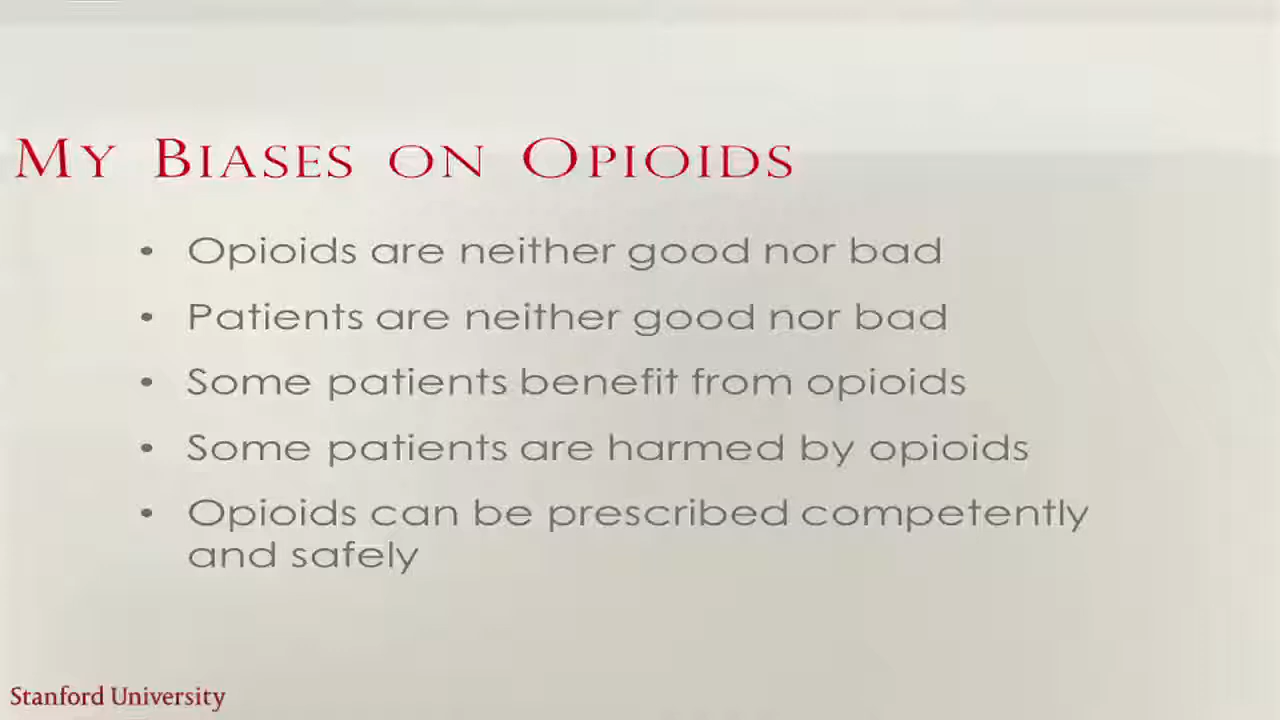 My Biases on Opioids
• Opioids are neither good nor bad
• Patients are neither good nor bad
• Some patients benefit from opioids
• Some patients are harmed by opioids
• Opioids can be prescribed competently
and safely
Stanford University